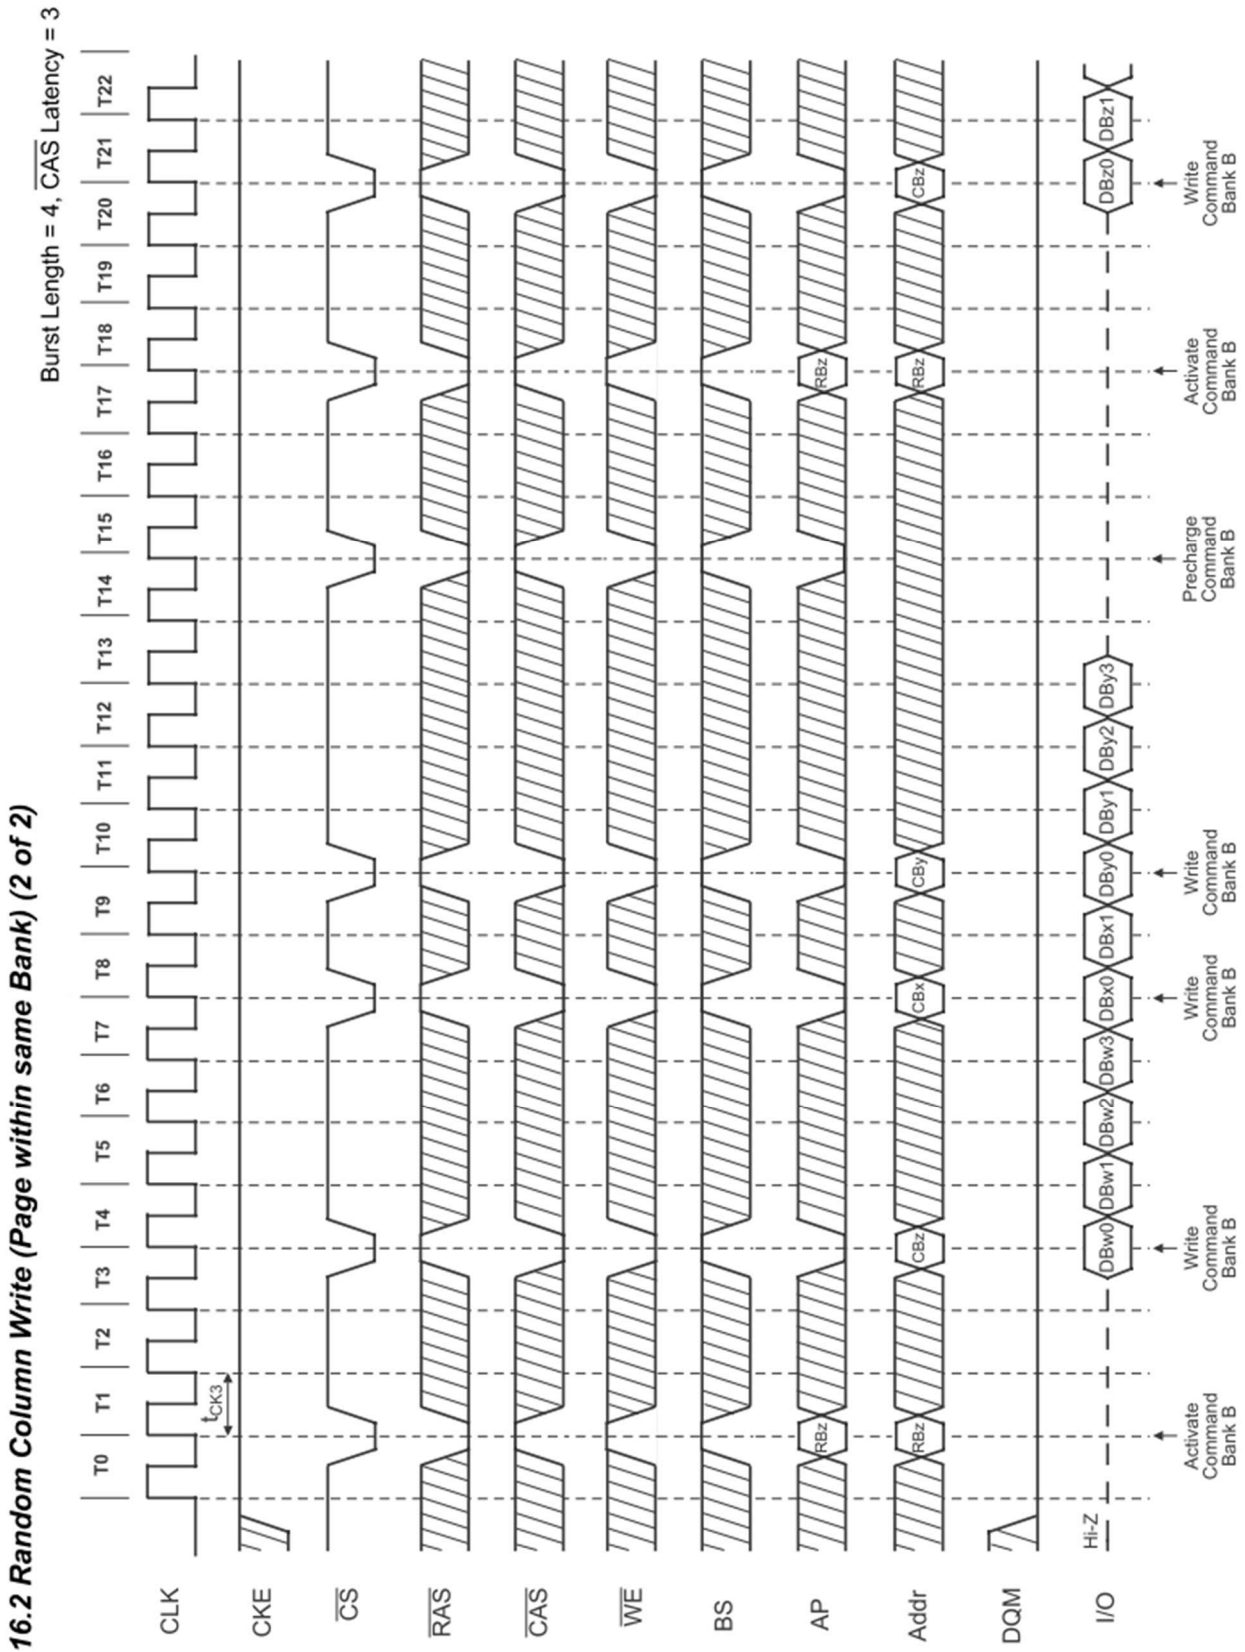 16.2 Random Column Write (Page within same Bank) (2 of 2)
Burst Length = 4, CAS Latency = 3
T0 T1 T2 T3 T4 T5 T6 T7 T8 T9 T10 T11 T12 T13 T14 T15 T16 T17 T18 T19 T20 T21 T22
CLK
tCK3
CKE
CS
RAS
CAS
WE
BS
AP
RBz RBz
Addr
RBz CBz CBx CBy RBz CBz
DQM
I/O
Hi-Z
DBw0 DBw1 DBw2 DBw3 DBx0 DBx1 DBy0 DBy1 DBy2 DBy3 DBz0 DBz1
Activate
Command
Bank B
Write
Command
Bank B
Write
Command
Bank B
Write
Command
Bank B
Precharge
Command
Bank B
Activate
Command
Bank B
Write
Command
Bank B